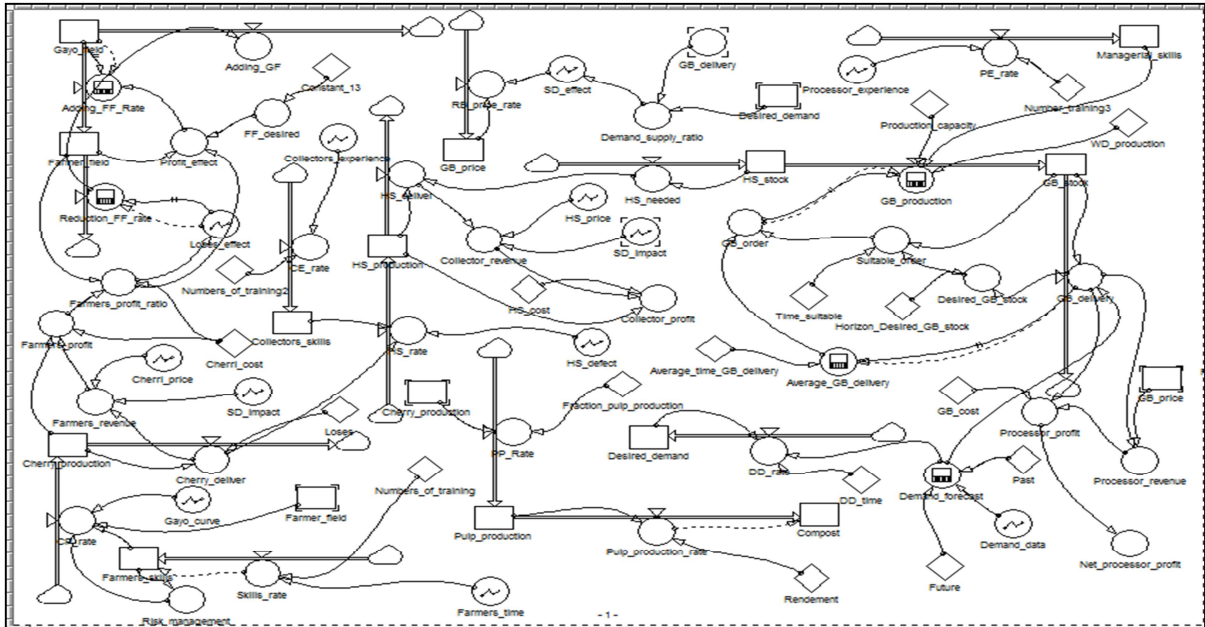 Gayo_field
Adding_GF
Constant_13
Adding_FF_Rate
FF_desired
Farmer_field
Profit_effect
Collectors_experience
Reduction_FF_rate
Loses_effect
CE_rate
Numbers_of_training2
Farmers_profit_ratio
Farmers_profit
Collectors_skills
Cherri_cost
Cherri_price
Farmers_revenue
SD_impact
Loses
Cherry_production
Cherry_deliver
Numbers_of_training
Gayo_curve
Farmer_field
CP_rate
Farmers_skills
Skills_rate
Farmers_time
Risk_management
RB_price_rate
SD_effect
GB_delivery
Demand_supply_ratio
Desired_demand
GB_price
HS_deliver
HS_needed
HS_stock
HS_price
HS_production
Collector_revenue
SD_impact
HS_cost
Collector_profit
HS_rate
HS_defect
Cherry_production
Fraction_pulp_production
PP_Rate
Pulp_production
Pulp_production_rate
Compost
Rendement
Processor_experience
PE_rate
Managerial_skills
Number_training3
Production_capacity
WD_production
GB_production
GB_stock
GB_order
Suitable_order
Desired_GB_stock
GB_delivery
Time_suitable
Horizon_Desired_GB_stock
Average_time_GB_delivery
Average_GB_delivery
GB_cost
GB_price
Processor_profit
Desired_demand
DD_rate
DD_time
Demand_forecast
Past
Processor_revenue
Demand_data
Future
Net_processor_profit
- 1 -